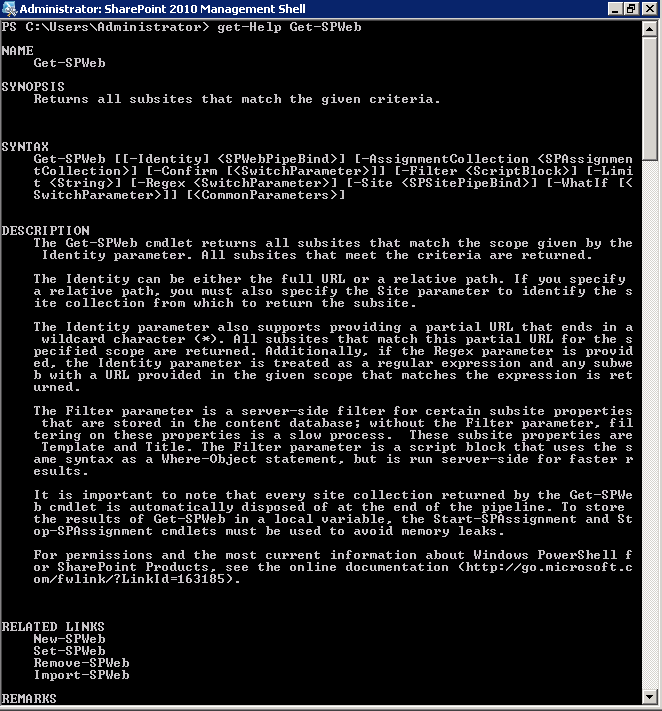 Administrator: SharePoint 2010 Management Shell
PS C:\Users\Administrator> get-Help Get-SPWeb
NAME
Get-SPWeb
SYNOPSIS
Returns all subsites that match the given criteria.
SYNTAX
Get-SPWeb [[-Identity] <SPWebPipeBind>] [-AssignmentCollection <SPAssignmen
tCollection>] [-Confirm [<SwitchParameter>]] [-Filter <ScriptBlock>] [-Limi
t <String>] [-Regex <SwitchParameter>] [-Site <SPSitePipeBind>] [-WhatIf [<
SwitchParameter>]] [<CommonParameters>]
DESCRIPTION
The Get-SPWeb cmdlet returns all subsites that match the scope given by the
Identity parameter. All subsites that meet the criteria are returned.
The Identity can be either the full URL or a relative path. If you specify
a relative path, you must also specify the Site parameter to identify the s
ite collection from which to return the subsite.
The Identity parameter also supports providing a partial URL that ends in a
wildcard character (*). All subsites that match this partial URL for the s
pecified scope are returned. Additionally, if the Regex parameter is provid
ed, the Identity parameter is treated as a regular expression and any subwe
b with a URL provided in the given scope that matches the expression is ret
urned.
The Filter parameter is a server-side filter for certain subsite properties
that are stored in the content database; without the Filter parameter, fil
tering on these properties is a slow process.  These subsite properties are
Template and Title. The Filter parameter is a script block that uses the s
ame syntax as a Where-Object statement, but is run server-side for faster r
esults.
It is important to note that every site collection returned by the Get-SPWe
b cmdlet is automatically disposed of at the end of the pipeline. To store
the results of Get-SPWeb in a local variable, the Start-SPAssignment and St
op-SPAssignment cmdlets must be used to avoid memory leaks.
For permissions and the most current information about Windows PowerShell f
or SharePoint Products, see the online documentation (http://go.microsoft.c
om/fwlink/?LinkId=163185).
RELATED LINKS
New-SPWeb
Set-SPWeb
Remove-SPWeb
Import-SPWeb
REMARKS